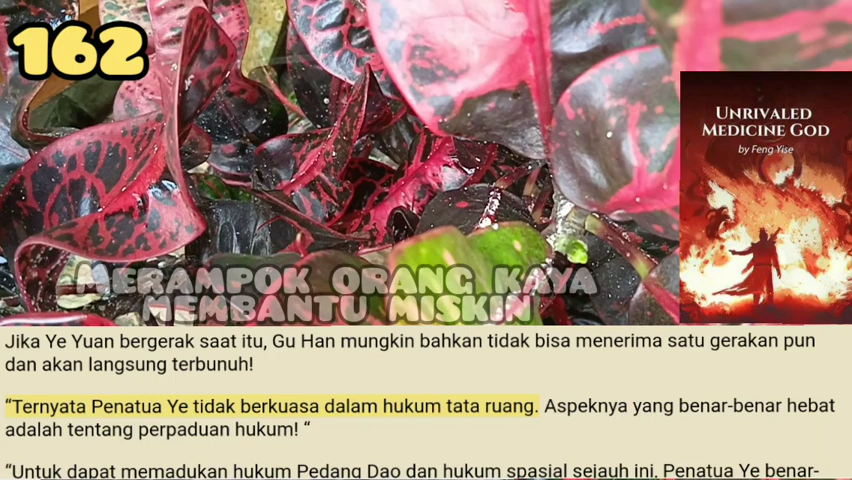 162
UNRIVALED
MEDICINE GOD
by Feng Yise
MERAMPOK ORANG KAYA
MEMBANTU MISKIN
Jika Ye Yuan bergerak saat itu, Gu Han mungkin bahkan tidak bisa menerima satu gerakan pun
dan akan langsung terbunuh!
“Ternyata Penatua Ye tidak berkuasa dalam hukum tata ruang. Aspeknya yang benar-benar hebat
adalah tentang perpaduan hukum! “
“Untuk dapat memadukan hukum Pedang Dao dan hukum spasial sejauh ini, Penatua Ye benar-